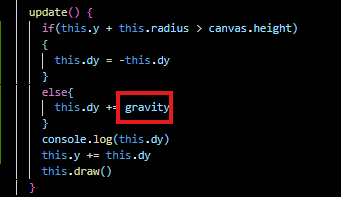 update() {
if(this.y + this.radius > canvas.height)
{
this.dy = -this.dy
}
else{
this.dy += gravity
}
console.log(this.dy)
this.y += this.dy
this.draw()
}